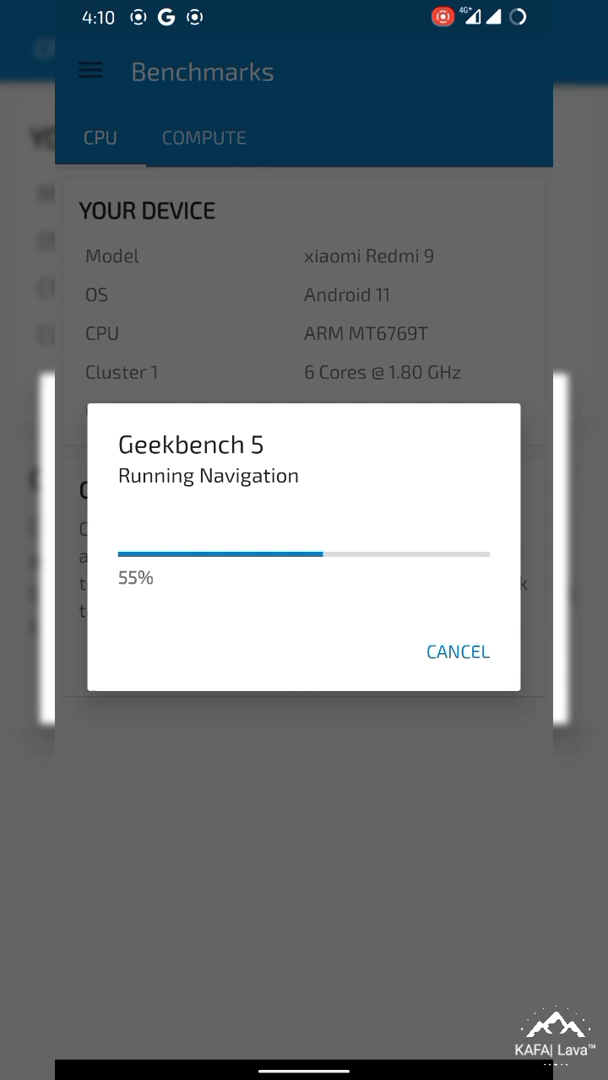 4:10 G 4G+
Benchmarks
CPU COMPUTE
YOUR DEVICE
Model xiaomi Redmi 9
OS Android 11
CPU ARM MT6769T
Cluster 1 6 Cores @ 1.80 GHz
Geekbench 5
Running Navigation
55%
CANCEL
KAFA| Lava™